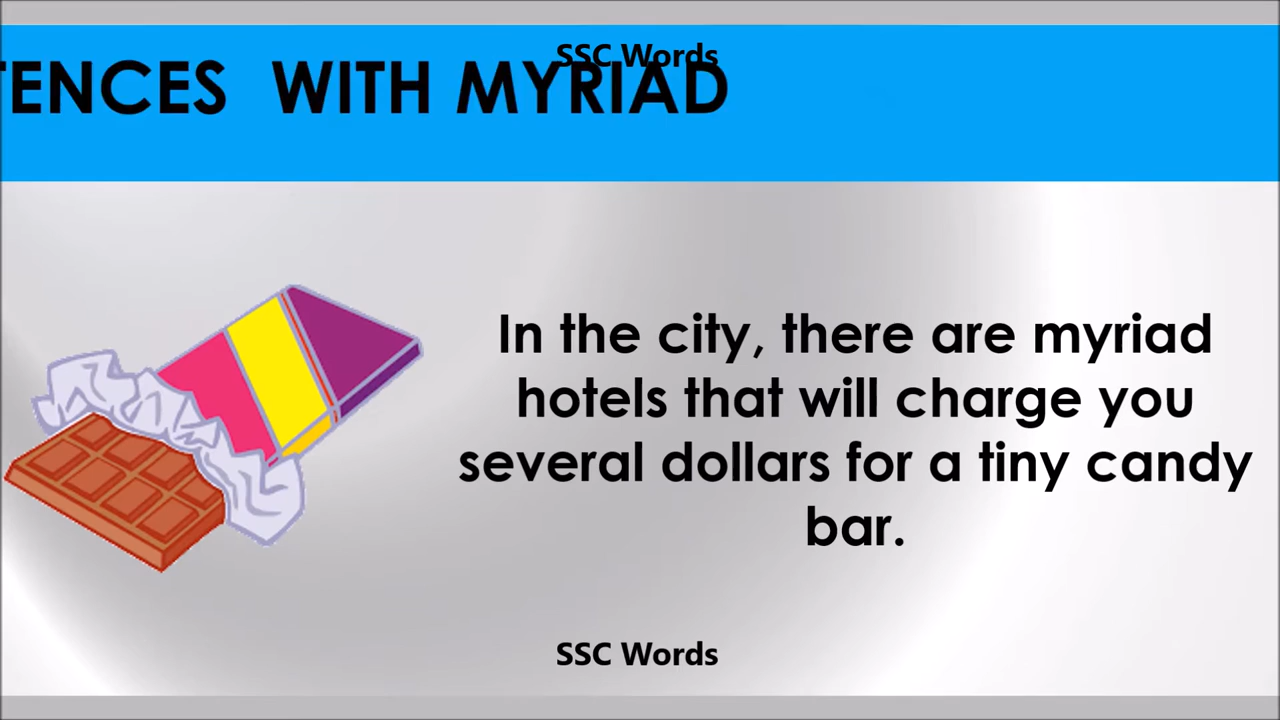 SSC Words
ENCES WITH MYRIAD
In the city, there are myriad
hotels that will charge you
several dollars for a tiny candy
bar.
SSC Words